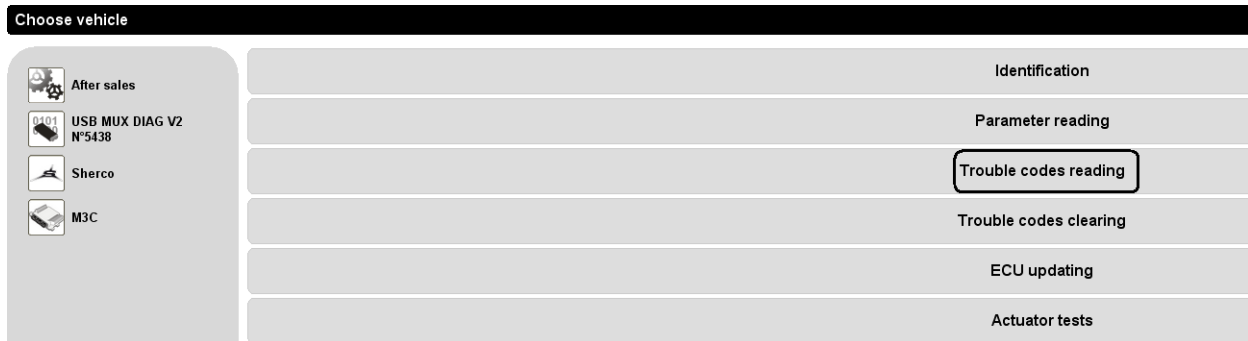 Choose vehicle
After sales
USB MUX DIAG V2
N°5438
Sherco
M3C
Identification
Parameter reading
Trouble codes reading
Trouble codes clearing
ECU updating
Actuator tests